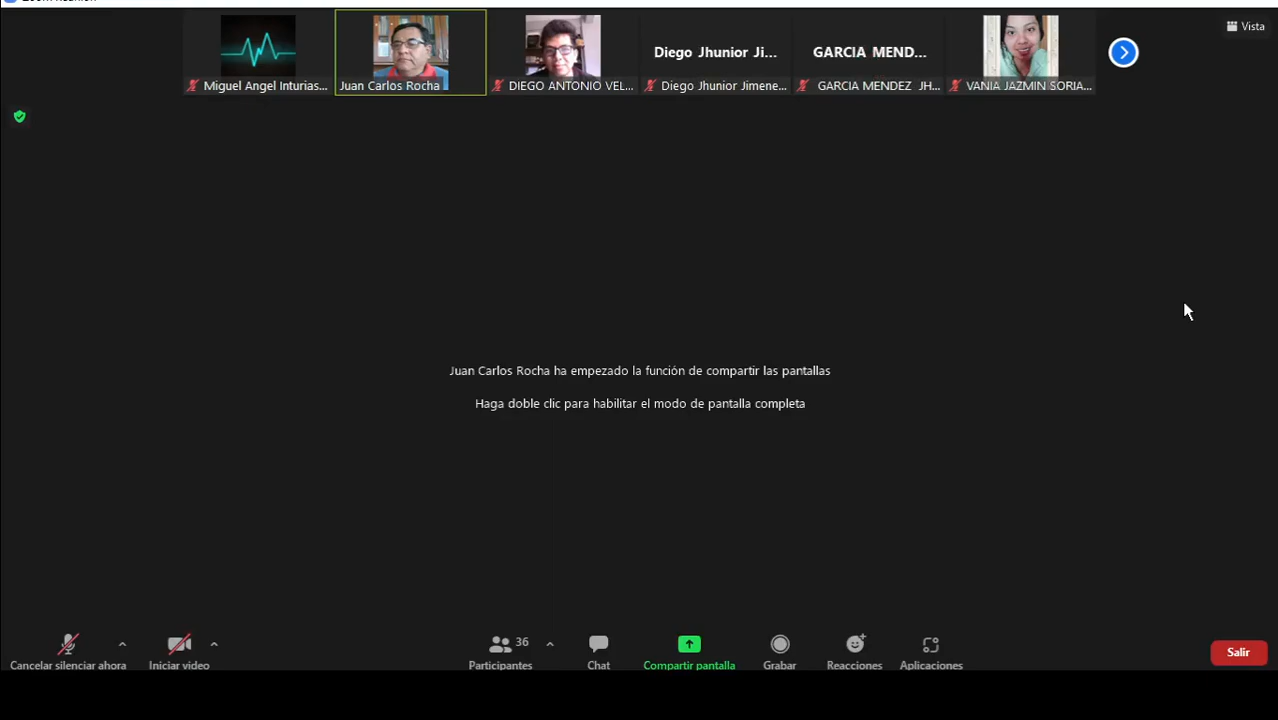 Zoom Reunión
Vista
Diego Jhunior Ji...
GARCIA MEND...
Miguel Angel Inturias...
Juan Carlos Rocha
DIEGO ANTONIO VEL...
Diego Jhunior Jimene...
GARCIA MENDEZ JH...
VANIA JAZMIN SORIA...
Juan Carlos Rocha ha empezado la función de compartir las pantallas
Haga doble clic para habilitar el modo de pantalla completa
36
Cancelar silenciar ahora
Iniciar video
Participantes
Chat
Compartir pantalla
Grabar
Reacciones
Aplicaciones
Salir